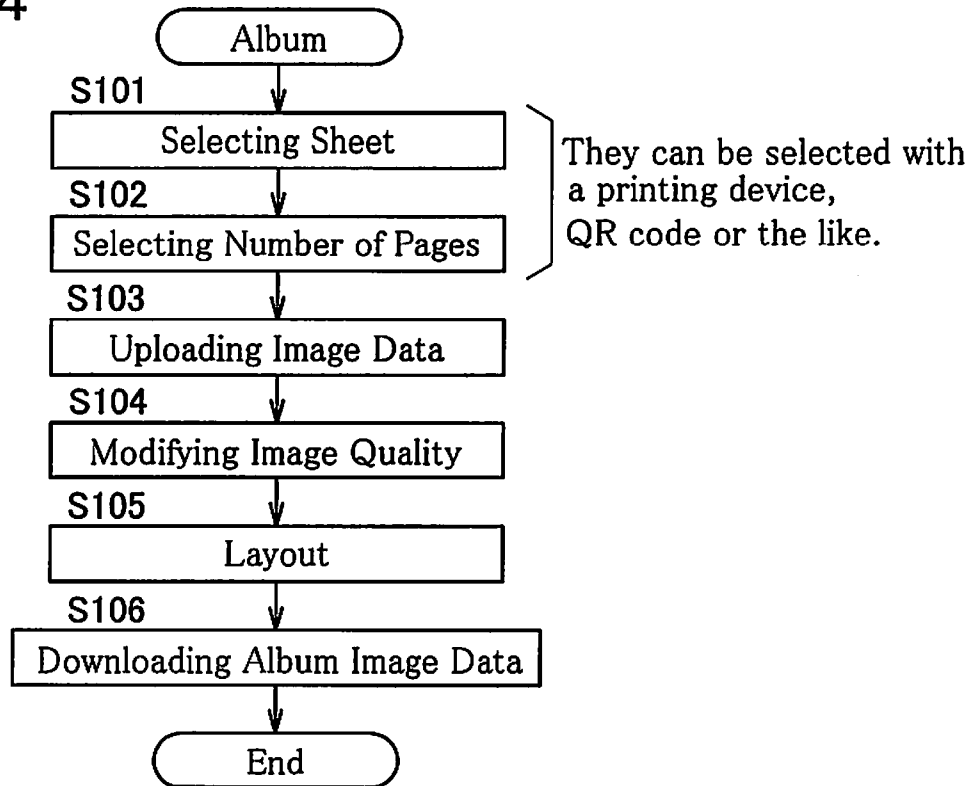 4
Album
S101
Selecting Sheet
S102
Selecting Number of Pages
They can be selected with
a printing device,
QR code or the like.
S103
Uploading Image Data
S104
Modifying Image Quality
S105
Layout
S106
Downloading Album Image Data
End